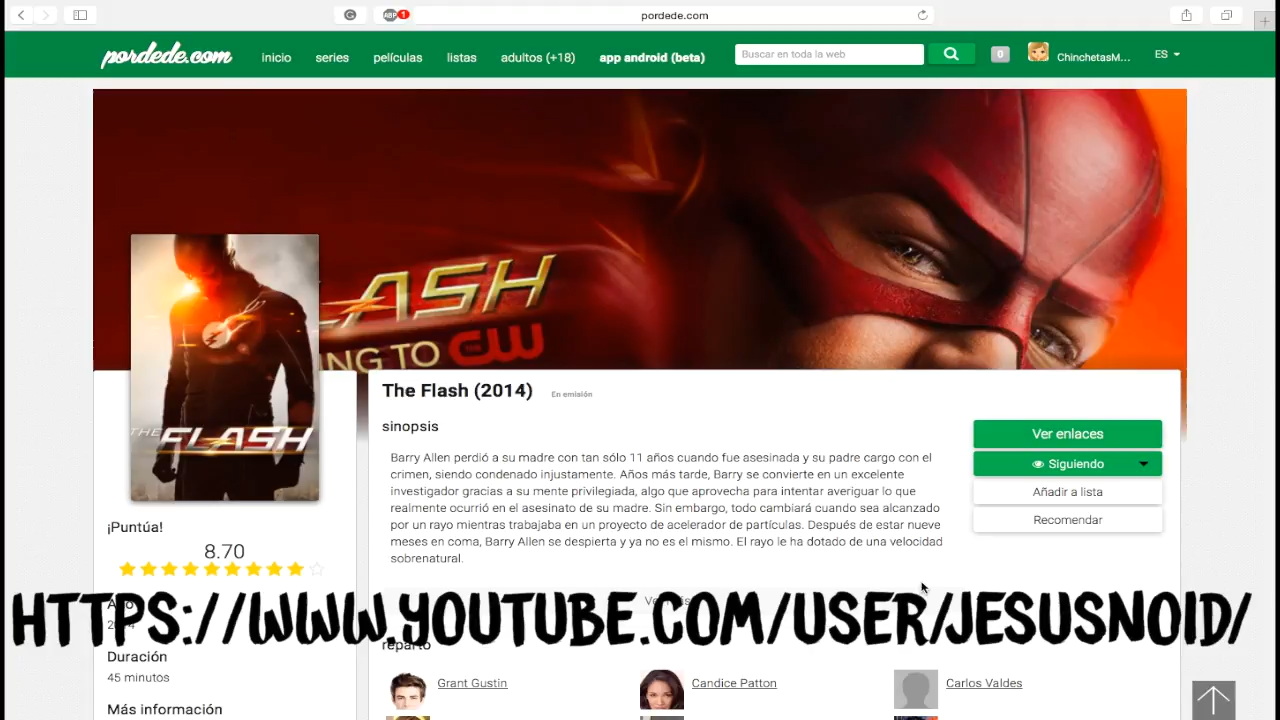 ABP 1
pordede.com
pordede.com inicio series películas listas adultos (+18) app android (beta) Buscar en toda la web 0 ChinchetasM... ES
LASH
NG TO THE CW
THE FLASH
The Flash (2014) En emisión
sinopsis
Barry Allen perdió a su madre con tan sólo 11 años cuando fue asesinada y su padre cargo con el
crimen, siendo condenado injustamente. Años más tarde, Barry se convierte en un excelente
investigador gracias a su mente privilegiada, algo que aprovecha para intentar averiguar lo que
realmente ocurrió en el asesinato de su madre. Sin embargo, todo cambiará cuando sea alcanzado
por un rayo mientras trabajaba en un proyecto de acelerador de partículas. Después de estar nueve
meses en coma, Barry Allen se despierta y ya no es el mismo. El rayo le ha dotado de una velocidad
sobrenatural.
Ver enlaces
Siguiendo
Añadir a lista
Recomendar
¡Puntúa!
8.70
HTTPS://WWW.YOUTUBE.COM/USER/JESUSNOID/
reparto
Duración
45 minutos
Más información
Grant Gustin
Candice Patton
Carlos Valdes